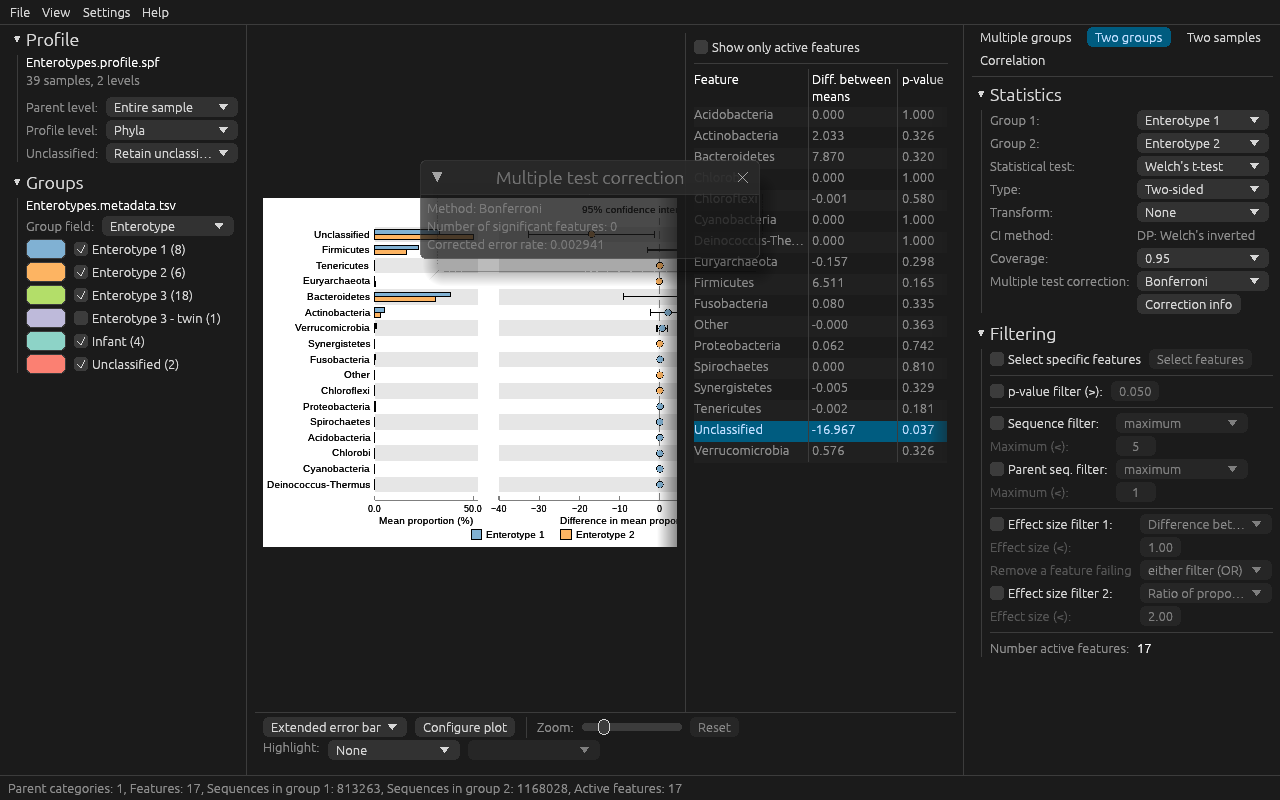 File View Settings Help
Profile
Enterotypes.profile.spf
39 samples, 2 levels
Parent level: Entire sample
Profile level: Phyla
Unclassified: Retain unclassi…
Groups
Enterotypes.metadata.tsv
Group field: Enterotype
Enterotype 1 (8)
Enterotype 2 (6)
Enterotype 3 (18)
Enterotype 3 - twin (1)
Infant (4)
Unclassified (2)
Multiple test correction
Method: Bonferroni
Number of significant features: 0
Corrected error rate: 0.002941
95% confidence inter
Unclassified
Firmicutes
Tenericutes
Euryarchaeota
Bacteroidetes
Actinobacteria
Verrucomicrobia
Synergistetes
Fusobacteria
Other
Chloroflexi
Proteobacteria
Spirochaetes
Acidobacteria
Chlorobi
Cyanobacteria
Deinococcus-Thermus
0.0 50.0 −40 −30 −20 −10 0
Mean proportion (%) Difference in mean propor
Enterotype 1 Enterotype 2
Extended error bar Configure plot Zoom: Reset
Highlight: None
Show only active features
Feature Diff. between means p-value
Acidobacteria 0.000 1.000
Actinobacteria 2.033 0.326
Bacteroidetes 7.870 0.320
Chlorobi 0.000 1.000
Chloroflexi -0.001 0.580
Cyanobacteria 0.000 1.000
Deinococcus-The… 0.000 1.000
Euryarchaeota -0.157 0.298
Firmicutes 6.511 0.165
Fusobacteria 0.080 0.335
Other -0.000 0.363
Proteobacteria 0.062 0.742
Spirochaetes 0.000 0.810
Synergistetes -0.005 0.329
Tenericutes -0.002 0.181
Unclassified -16.967 0.037
Verrucomicrobia 0.576 0.326
Multiple groups Two groups Two samples
Correlation
Statistics
Group 1: Enterotype 1
Group 2: Enterotype 2
Statistical test: Welch's t-test
Type: Two-sided
Transform: None
CI method: DP: Welch's inverted
Coverage: 0.95
Multiple test correction: Bonferroni
Correction info
Filtering
Select specific features Select features
p-value filter (>): 0.050
Sequence filter: maximum
Maximum (<): 5
Parent seq. filter: maximum
Maximum (<): 1
Effect size filter 1: Difference bet…
Effect size (<): 1.00
Remove a feature failing either filter (OR)
Effect size filter 2: Ratio of propo…
Effect size (<): 2.00
Number active features: 17
Parent categories: 1, Features: 17, Sequences in group 1: 813263, Sequences in group 2: 1168028, Active features: 17